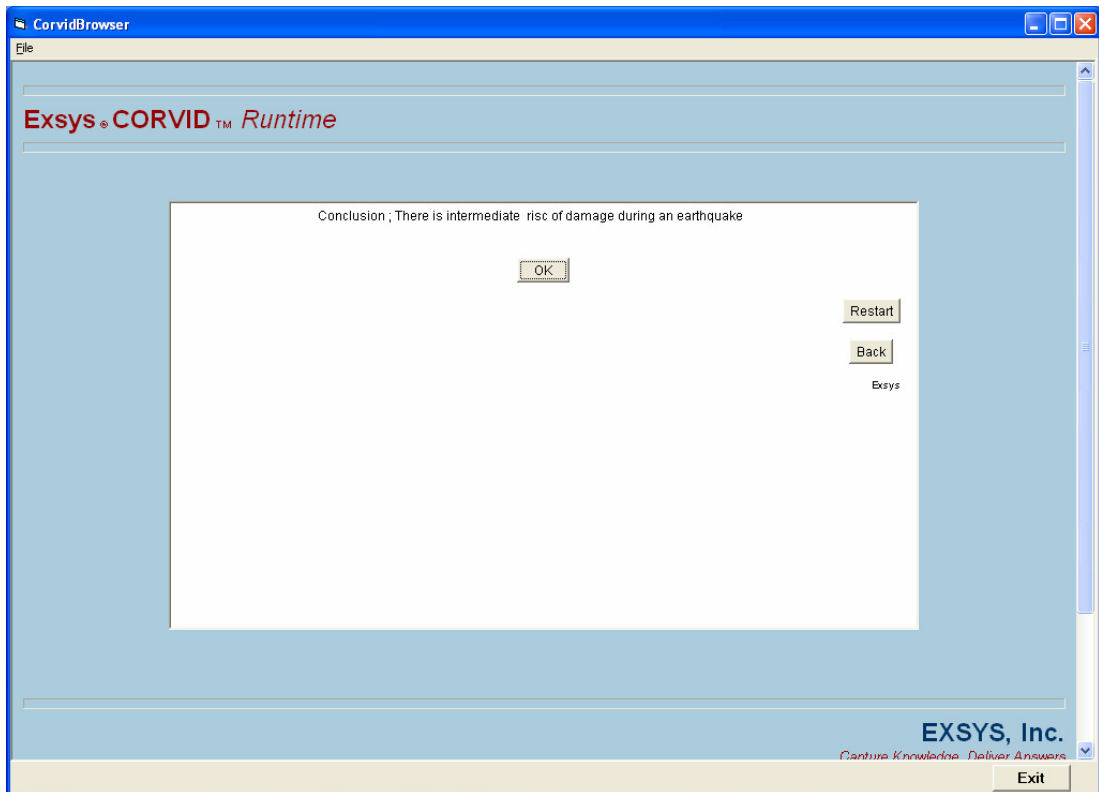 CorvidBrowser
File
Exsys ® CORVID TM Runtime
Conclusion ; There is intermediate risc of damage during an earthquake
OK
Restart
Back
Exsys
EXSYS, Inc.
Capture Knowledge Deliver Answers
Exit